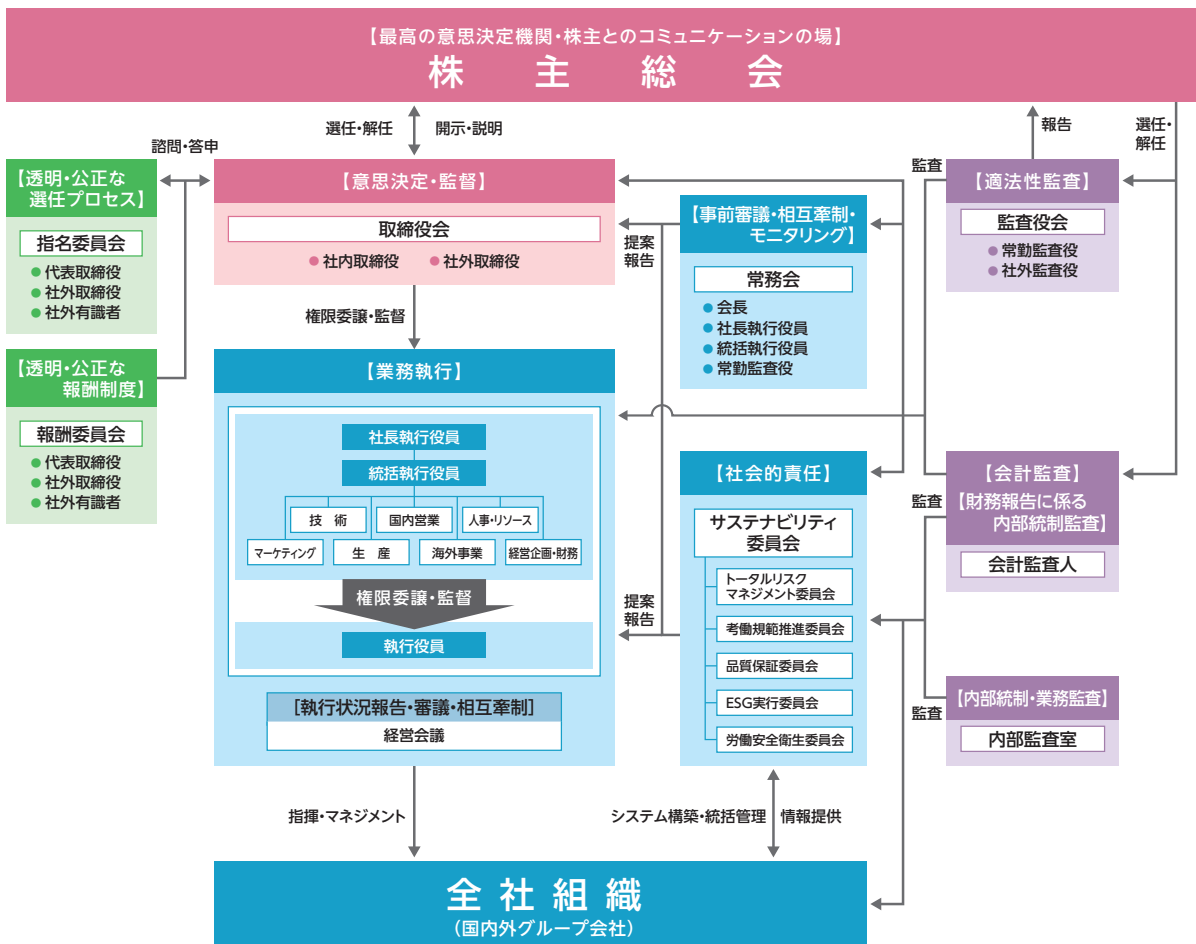 【最高の意思決定機関・株主とのコミュニケーションの場】
株主総会
選任・解任
開示・説明
報告
選任・
解任
諮問・答申
【透明・公正な
選任プロセス】
指名委員会
● 代表取締役
● 社外取締役
● 社外有識者
【透明・公正な
報酬制度】
報酬委員会
● 代表取締役
● 社外取締役
● 社外有識者
【意思決定・監督】
取締役会
● 社内取締役
● 社外取締役
権限委譲・監督
提案
報告
【事前審議・相互牽制・
モニタリング】
常務会
● 会長
● 社長執行役員
● 統括執行役員
● 常勤監査役
監査
【適法性監査】
監査役会
● 常勤監査役
● 社外監査役
【業務執行】
社長執行役員
統括執行役員
技 術
国内営業
人事・リソース
マーケティング
生 産
海外事業
経営企画・財務
権限委譲・監督
執行役員
[執行状況報告・審議・相互牽制]
経営会議
提案
報告
【社会的責任】
サステナビリティ
委員会
トータルリスク
マネジメント委員会
考働規範推進委員会
品質保証委員会
ESG実行委員会
労働安全衛生委員会
監査
【会計監査】
【財務報告に係る
内部統制監査】
会計監査人
監査
【内部統制・業務監査】
内部監査室
指揮・マネジメント
システム構築・統括管理
情報提供
全社組織
(国内外グループ会社)